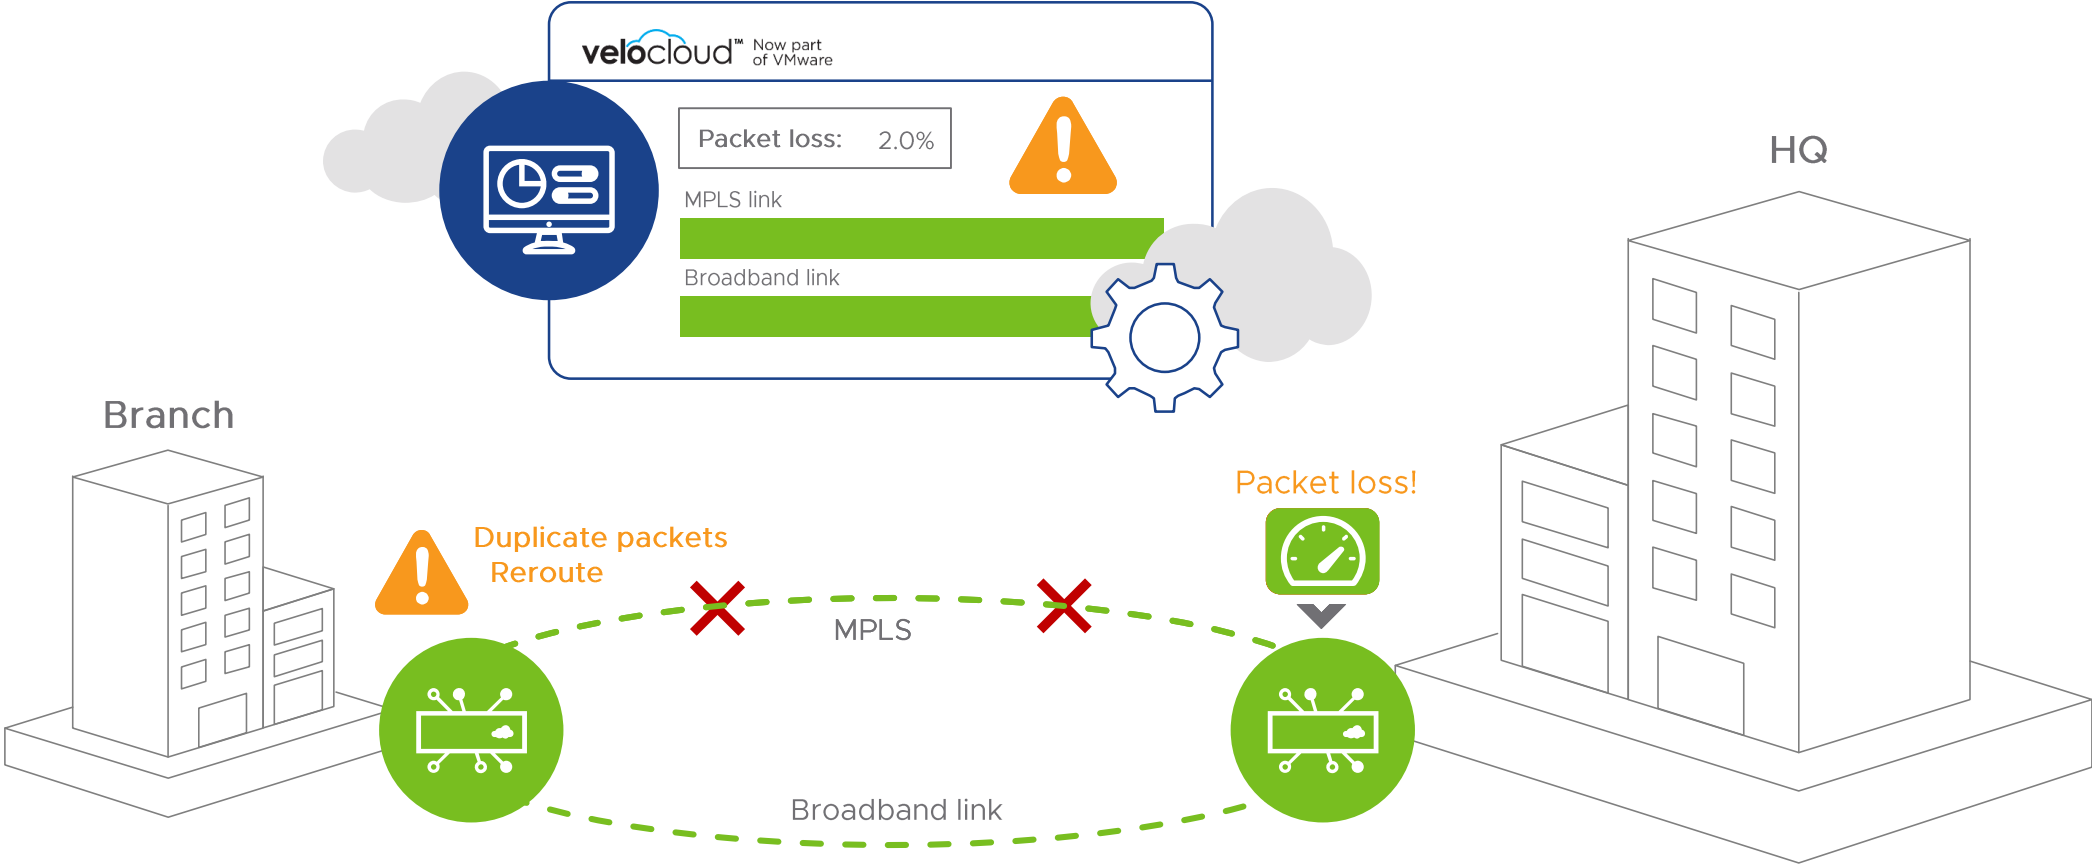 velocloud™ Now part
of VMware
Packet loss: 2.0%
MPLS link
Broadband link
HQ
Branch
Packet loss!
Duplicate packets
Reroute
MPLS
Broadband link